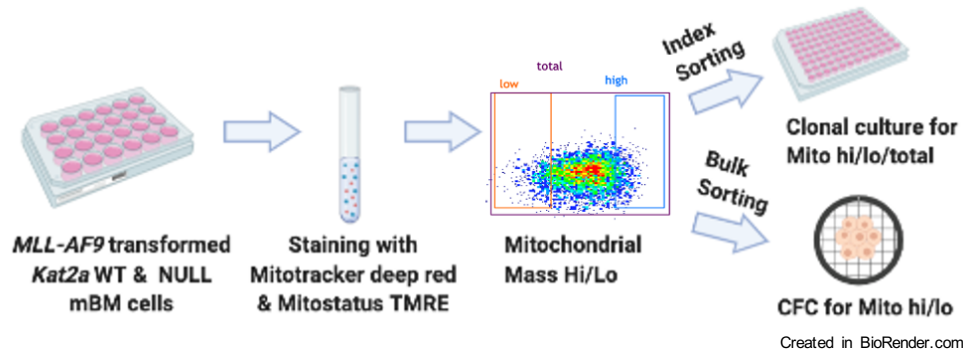 MLL-AF9 transformed
Kat2a WT & NULL
mBM cells
Staining with
Mitotracker deep red
& Mitostatus TMRE
total
low
high
Mitochondrial
Mass Hi/Lo
Index
Sorting
Bulk
Sorting
Clonal culture for
Mito hi/lo/total
CFC for Mito hi/lo
Created in BioRender.com